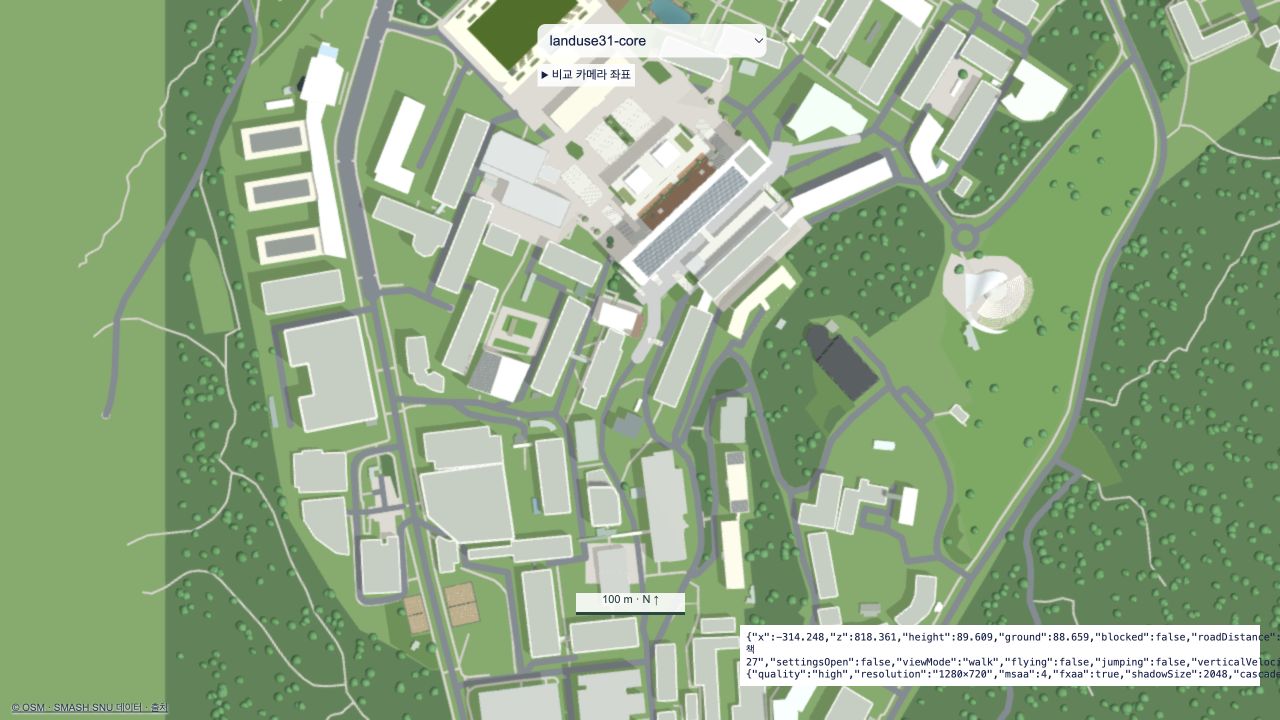 landuse31-core
▶ 비교 카메라 좌표
100 m · N ↑
{"x":−314.248,"z":818.361,"height":89.609,"ground":88.659,"blocked":false,"roadDistance"
책
27","settingsOpen":false,"viewMode":"walk","flying":false,"jumping":false,"verticalVeloci
{"quality":"high","resolution":"1280×720","msaa":4,"fxaa":true,"shadowSize":2048,"cascade
© OSM · SMASH SNU 데이터 · 출처